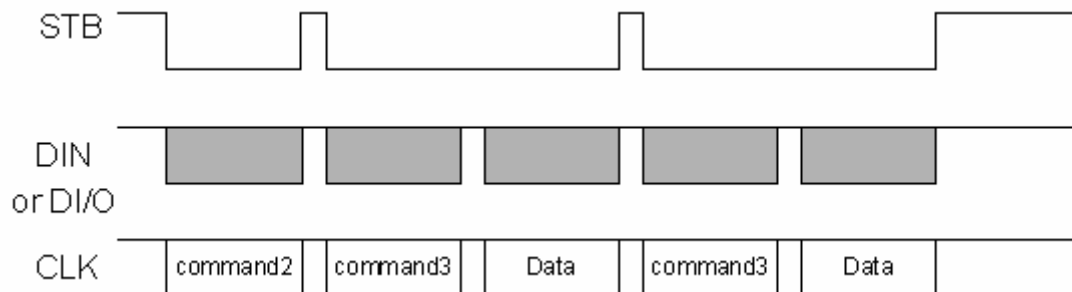 STB
DIN
or DI/O
CLK command2 command3 Data command3 Data